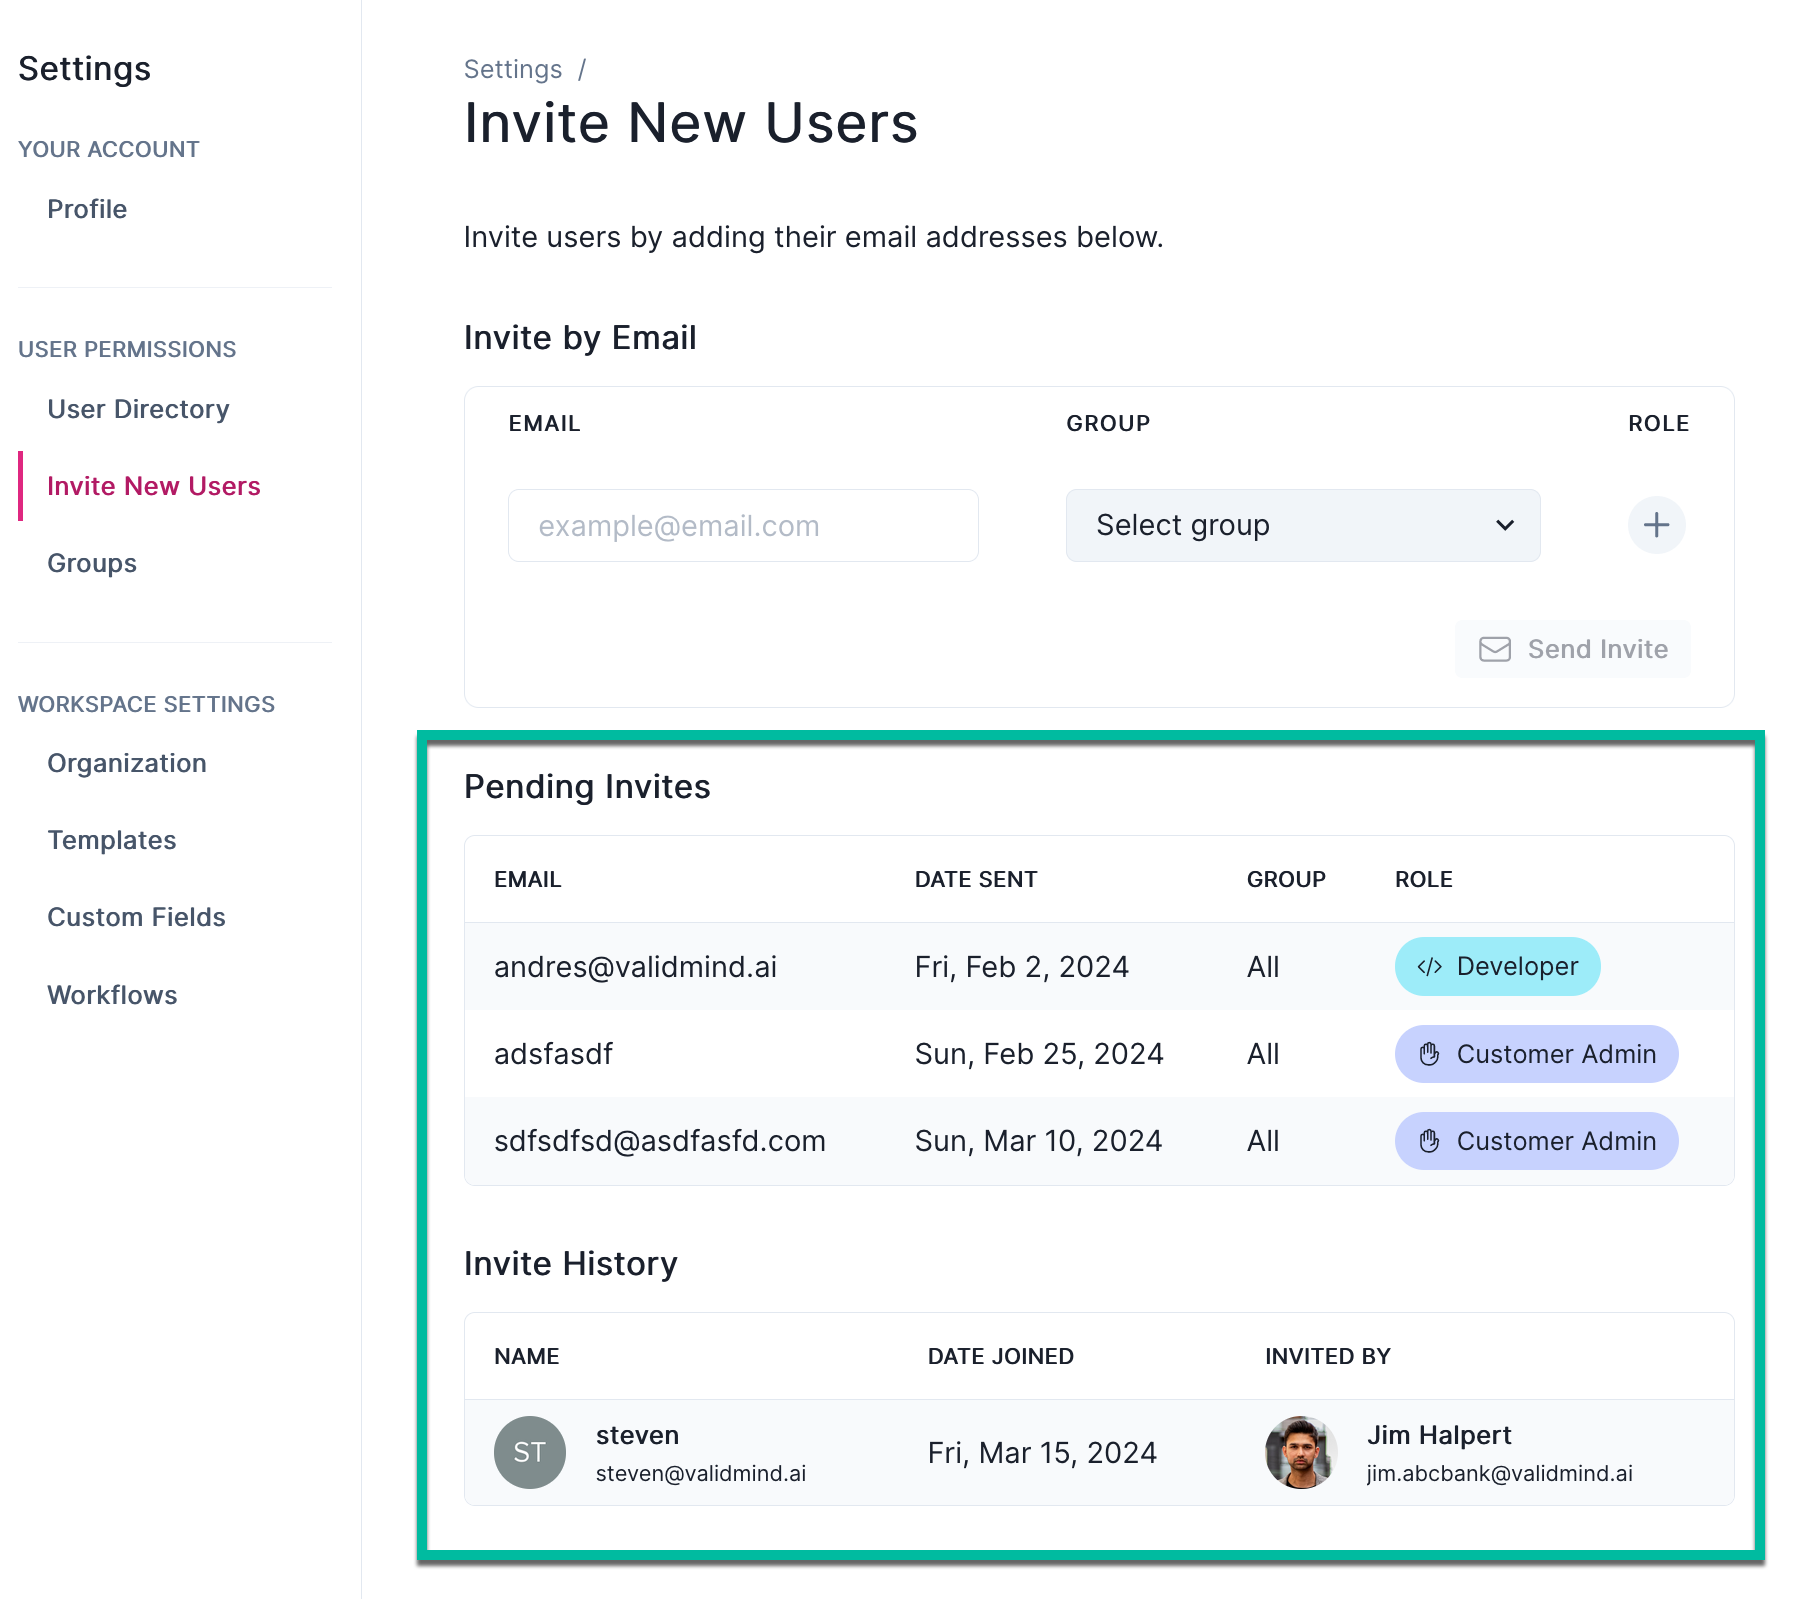 Settings
YOUR ACCOUNT
Profile
USER PERMISSIONS
User Directory
Invite New Users
Groups
WORKSPACE SETTINGS
Organization
Templates
Custom Fields
Workflows
Settings /
Invite New Users
Invite users by adding their email addresses below.
Invite by Email
EMAIL GROUP ROLE
example@email.com Select group
Send Invite
Pending Invites
EMAIL DATE SENT GROUP ROLE
andres@validmind.ai Fri, Feb 2, 2024 All </> Developer
adsfasdf Sun, Feb 25, 2024 All Customer Admin
sdfsdfsd@asdfasfd.com Sun, Mar 10, 2024 All Customer Admin
Invite History
NAME DATE JOINED INVITED BY
ST steven Fri, Mar 15, 2024 Jim Halpert
steven@validmind.ai jim.abcbank@validmind.ai